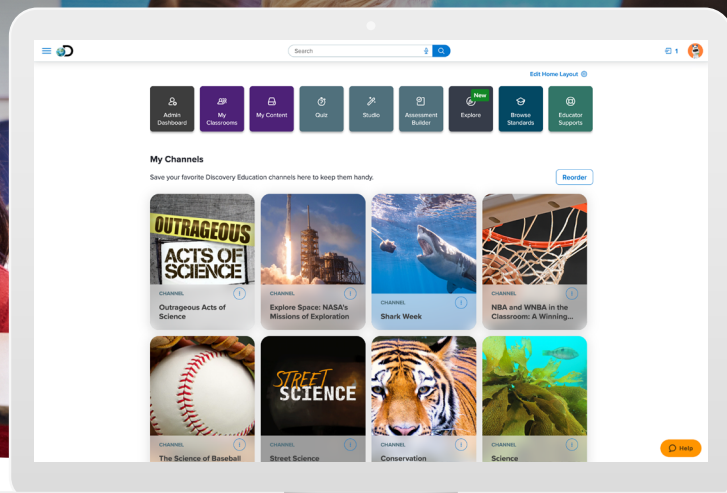 Search
1
Edit Home Layout
New
Admin
Dashboard
My
Classrooms
My Content
Quiz
Studio
Assessment
Builder
Explore
Browse
Standards
Educator
Supports
My Channels
Save your favorite Discovery Education channels here to keep them handy.
Reorder
OUTRAGEOUS
ACTS OF
SCIENCE
CHANNEL
Outrageous Acts of
Science
CHANNEL
Explore Space: NASA's
Missions of Exploration
CHANNEL
Shark Week
CHANNEL
NBA and WNBA in the
Classroom: A Winning...
STREET
SCIENCE
CHANNEL
The Science of Baseball
CHANNEL
Street Science
CHANNEL
Conservation
CHANNEL
Science
Help